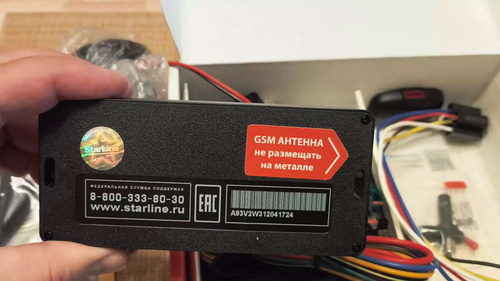 StarLine
GSM АНТЕННА
не размещать
на металле
ФЕДЕРАЛЬНАЯ СЛУЖБА ПОДДЕРЖКИ
8-800-333-80-30
www.starline.ru
EAC
A93V2W312041724